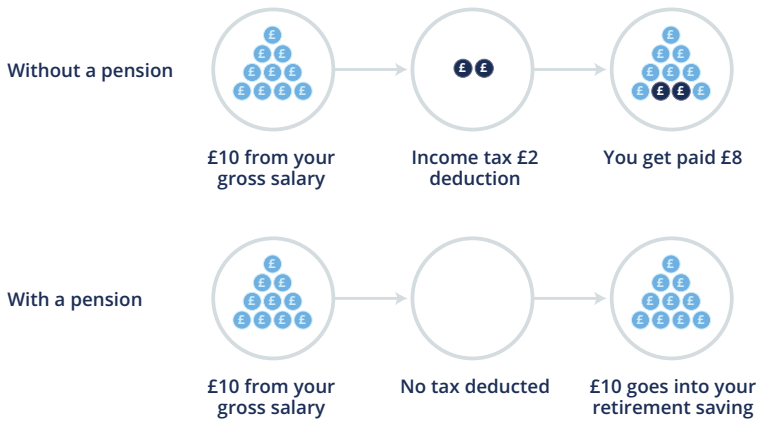 Without a pension
£
£ £
£ £ £
£ £ £ £
£ £
£
£ £
£ £ £
£ £ £ £
£10 from your
gross salary
Income tax £2
deduction
You get paid £8
With a pension
£
£ £
£ £ £
£ £ £ £
£
£ £
£ £ £
£ £ £ £
£10 from your
gross salary
No tax deducted
£10 goes into your
retirement saving